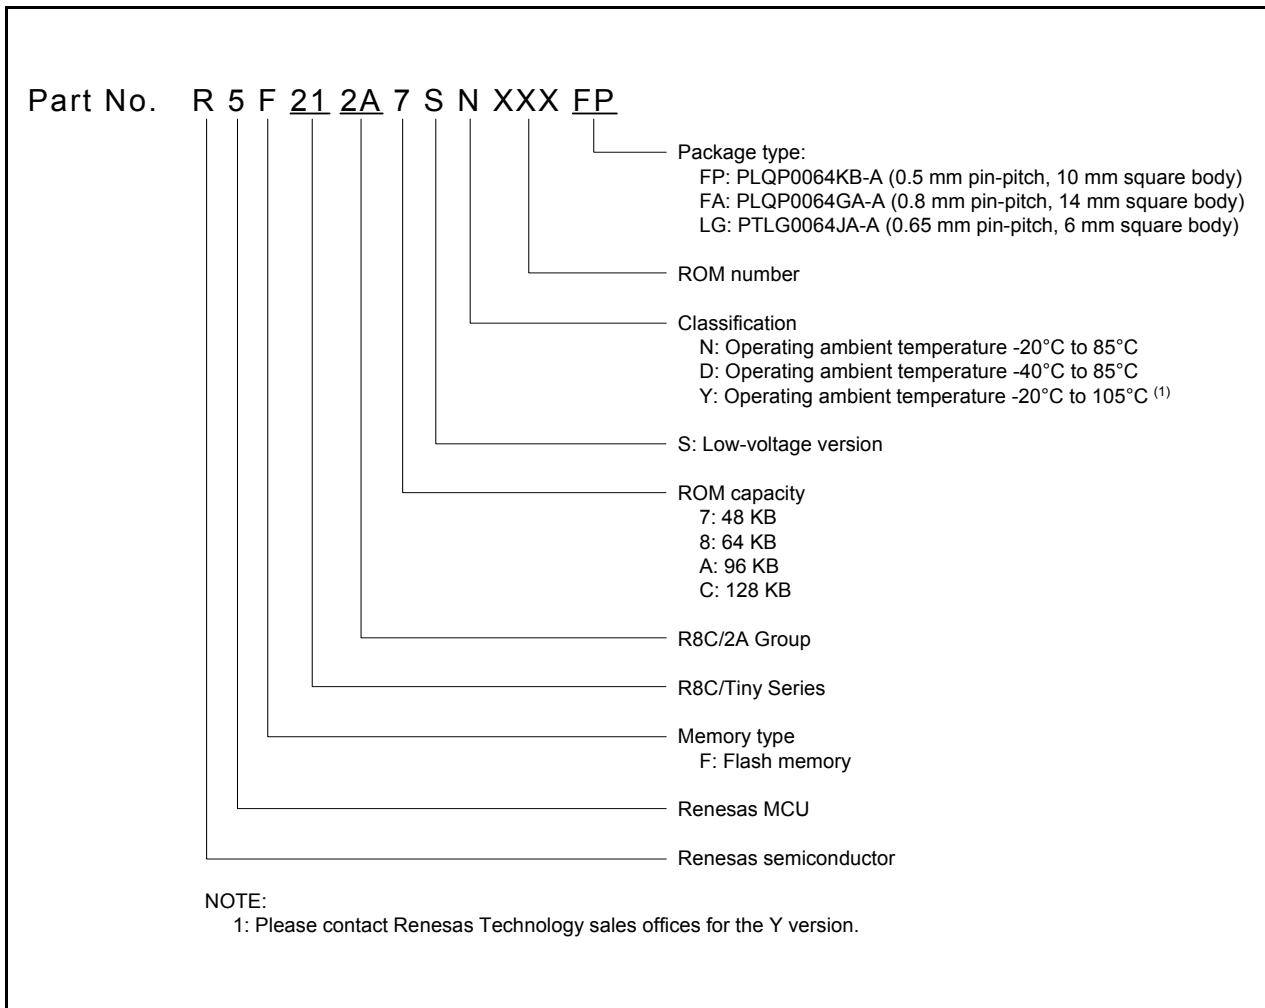 Part No. R 5 F 21 2A 7 S N XXX FP
Package type:
FP: PLQP0064KB-A (0.5 mm pin-pitch, 10 mm square body)
FA: PLQP0064GA-A (0.8 mm pin-pitch, 14 mm square body)
LG: PTLG0064JA-A (0.65 mm pin-pitch, 6 mm square body)
ROM number
Classification
N: Operating ambient temperature -20°C to 85°C
D: Operating ambient temperature -40°C to 85°C
Y: Operating ambient temperature -20°C to 105°C (1)
S: Low-voltage version
ROM capacity
7: 48 KB
8: 64 KB
A: 96 KB
C: 128 KB
R8C/2A Group
R8C/Tiny Series
Memory type
F: Flash memory
Renesas MCU
Renesas semiconductor
NOTE:
1: Please contact Renesas Technology sales offices for the Y version.